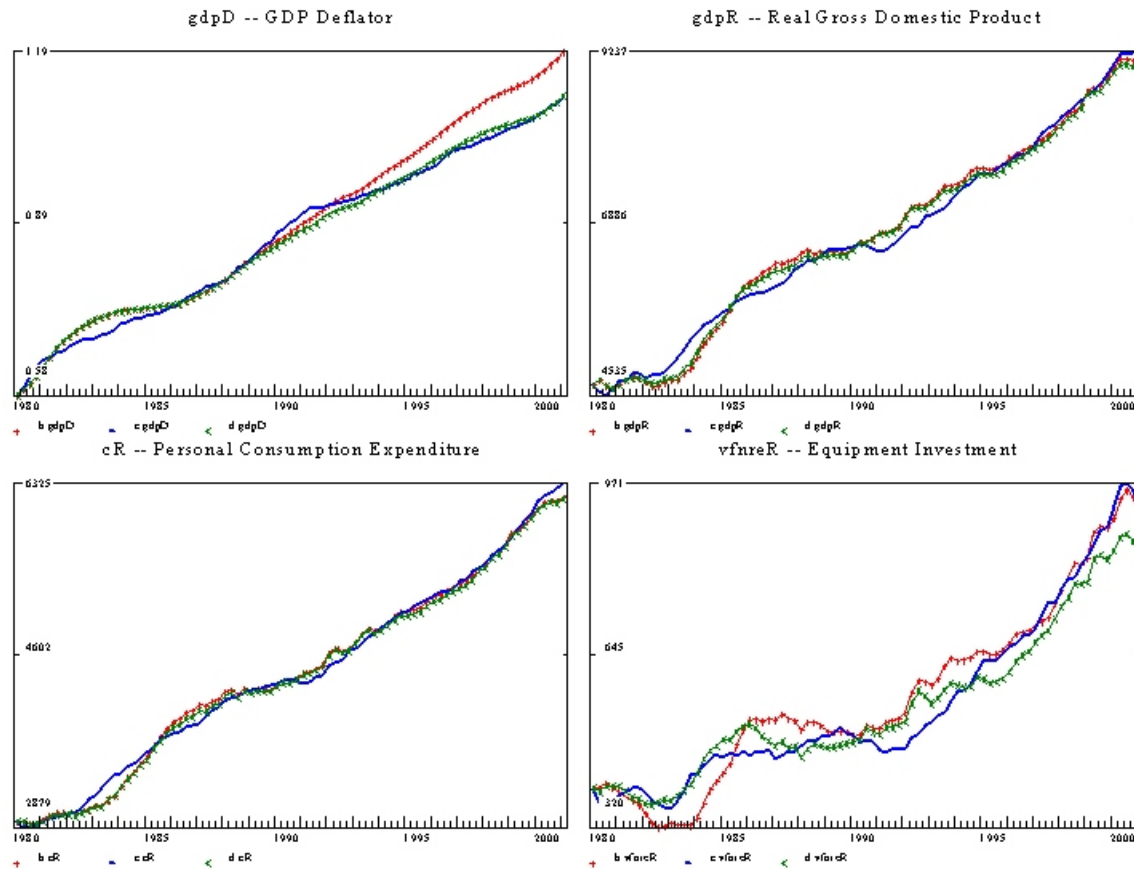 gdpD -- GDP Deflator
1.19
0.89
0.58
1980 1985 1990 1995 2000
b gdpD c gdpD d gdpD
gdpR -- Real Gross Domestic Product
9237
6886
4535
1980 1985 1990 1995 2000
b gdpR c gdpR d gdpR
cR -- Personal Consumption Expenditure
6325
4602
2879
1980 1985 1990 1995 2000
b cR c cR d cR
vfnreR -- Equipment Investment
971
645
320
1980 1985 1990 1995 2000
b vfnreR c vfnreR d vfnreR